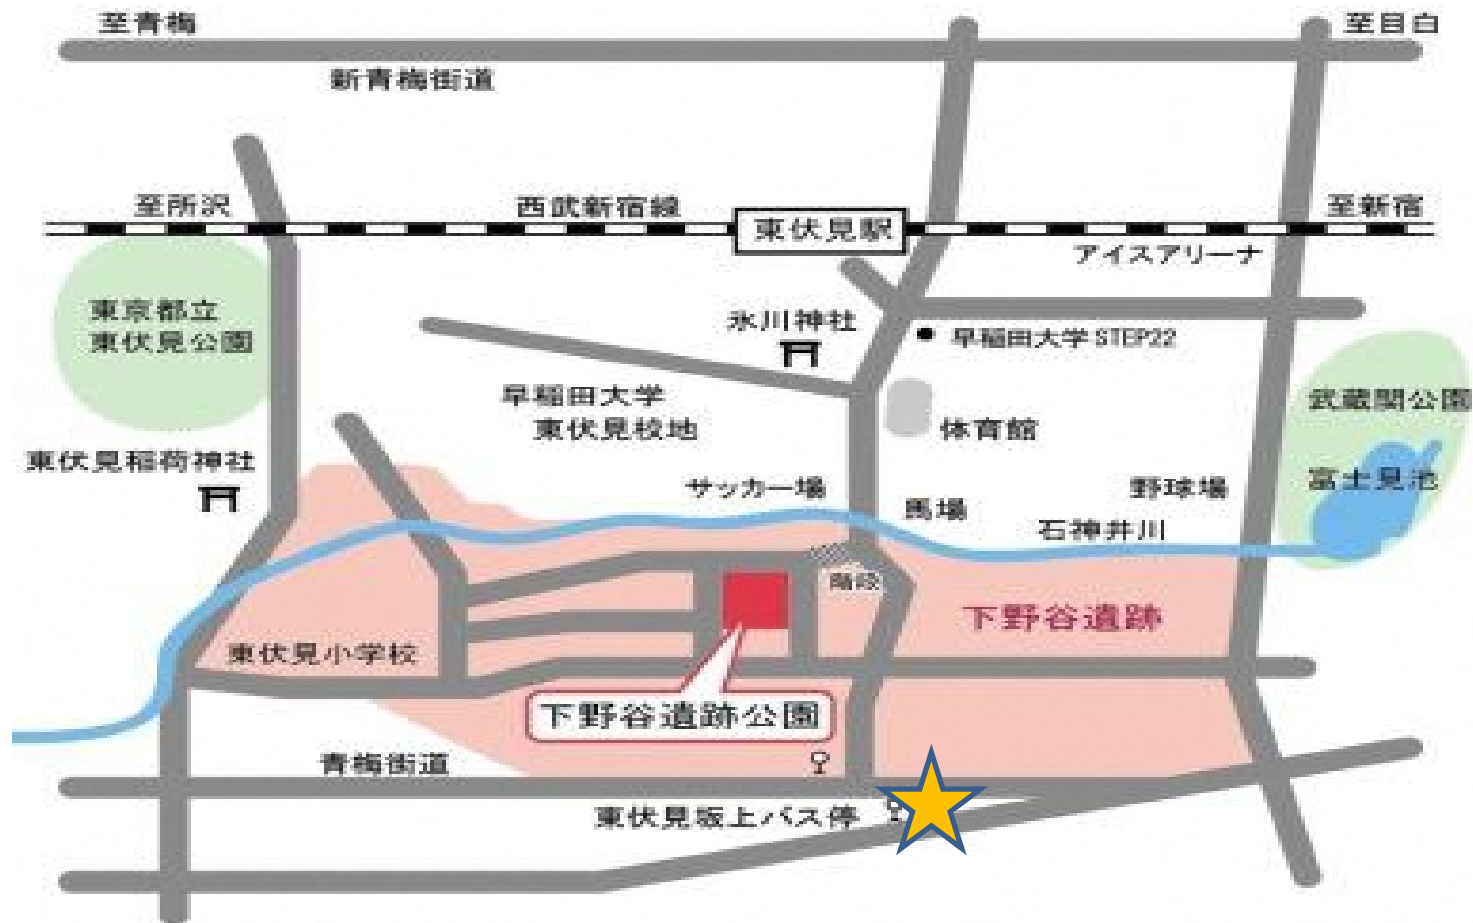 至青梅
至目白
新青梅街道
至所沢
西武新宿線
東伏見駅
至新宿
アイスアリーナ
東京都立
東伏見公園
氷川神社
早稲田大学 STEP22
早稲田大学
東伏見校地
体育館
武蔵関公園
東伏見稲荷神社
サッカー場
馬場
野球場
富士見池
石神井川
階段
下野谷遺跡
東伏見小学校
下野谷遺跡公園
青梅街道
東伏見坂上バス停